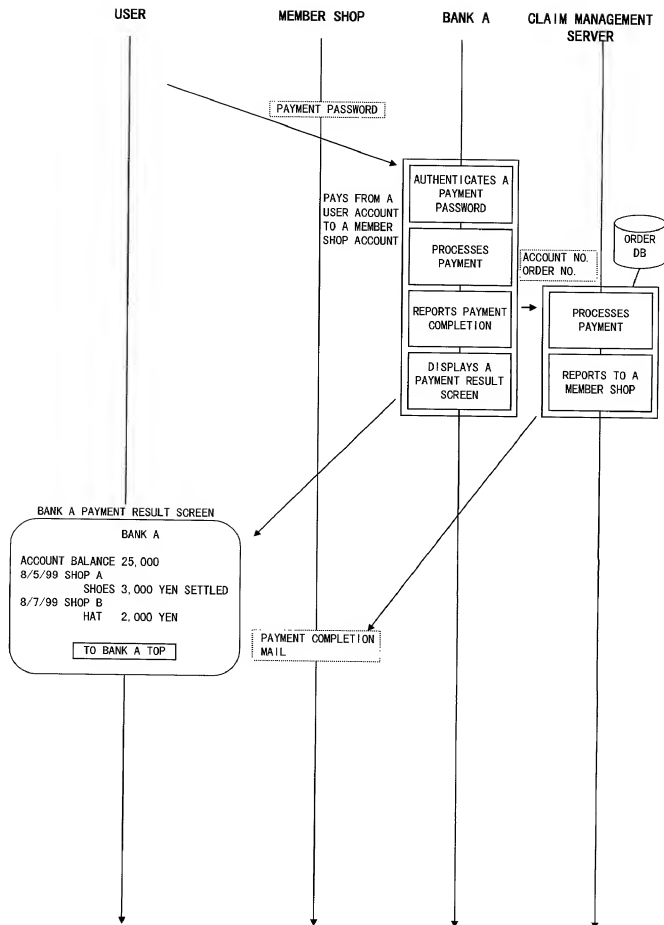 USER
MEMBER SHOP
BANK A
CLAIM MANAGEMENT
SERVER
PAYMENT PASSWORD
AUTHENTICATES A
PAYMENT
PASSWORD
PAYS FROM A
USER ACCOUNT
TO A MEMBER
SHOP ACCOUNT
PROCESSES
PAYMENT
ACCOUNT NO.
ORDER NO.
ORDER
DB
REPORTS PAYMENT
COMPLETION
PROCESSES
PAYMENT
DISPLAYS A
PAYMENT RESULT
SCREEN
REPORTS TO A
MEMBER SHOP
BANK A PAYMENT RESULT SCREEN
BANK A
ACCOUNT BALANCE 25,000
8/5/99 SHOP A
SHOES 3,000 YEN SETTLED
8/7/99 SHOP B
HAT 2,000 YEN
TO BANK A TOP
PAYMENT COMPLETION
MAIL